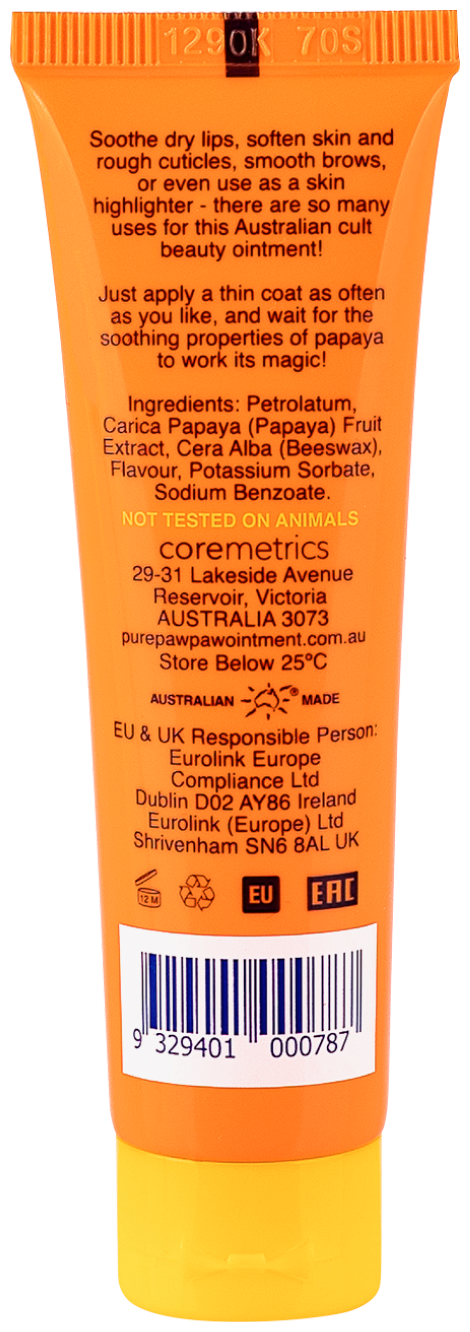 1290K 70S
Soothe dry lips, soften skin and
rough cuticles, smooth brows,
or even use as a skin
highlighter - there are so many
uses for this Australian cult
beauty ointment!
Just apply a thin coat as often
as you like, and wait for the
soothing properties of papaya
to work its magic!
Ingredients: Petrolatum,
Carica Papaya (Papaya) Fruit
Extract, Cera Alba (Beeswax),
Flavour, Potassium Sorbate,
Sodium Benzoate.
NOT TESTED ON ANIMALS
coremetrics
29-31 Lakeside Avenue
Reservoir, Victoria
AUSTRALIA 3073
purepawpawointment.com.au
Store Below 25°C
AUSTRALIAN ® MADE
EU & UK Responsible Person:
Eurolink Europe
Compliance Ltd
Dublin D02 AY86 Ireland
Eurolink (Europe) Ltd
Shrivenham SN6 8AL UK
12 M EU EAC
9 329401 000787